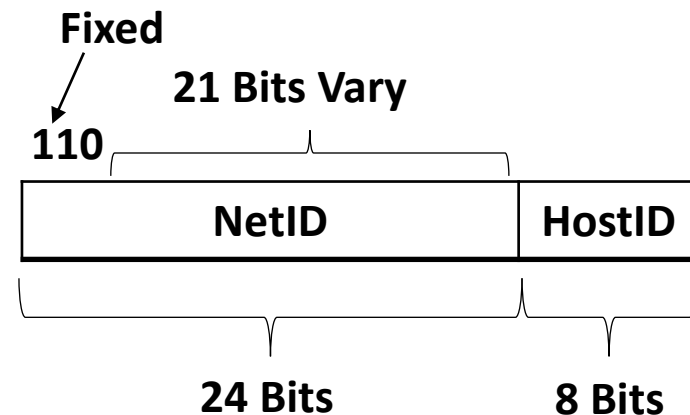 Fixed
21 Bits Vary
110
NetID HostID
24 Bits 8 Bits